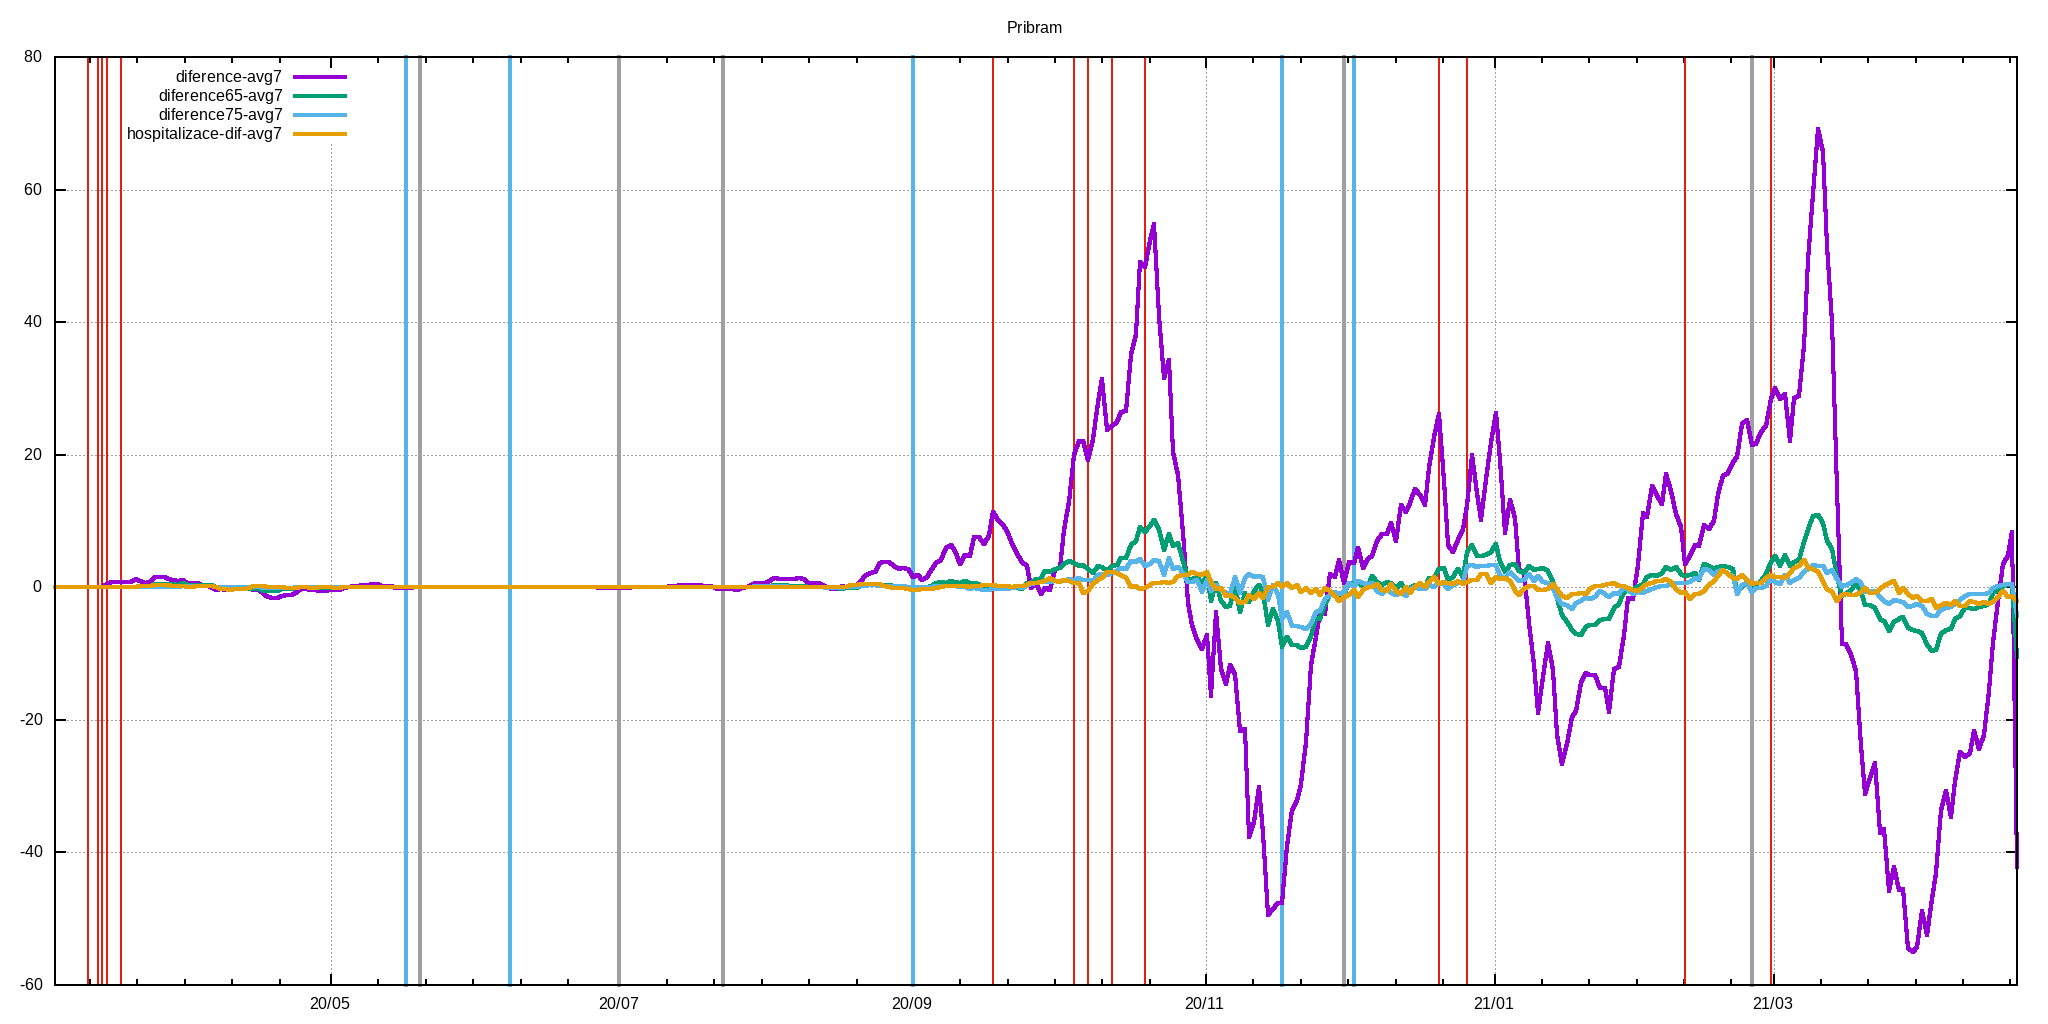 Pribram
diference-avg7
diference65-avg7
diference75-avg7
hospitalizace-dif-avg7
80
60
40
20
0
-20
-40
-60
20/05 20/07 20/09 20/11 21/01 21/03